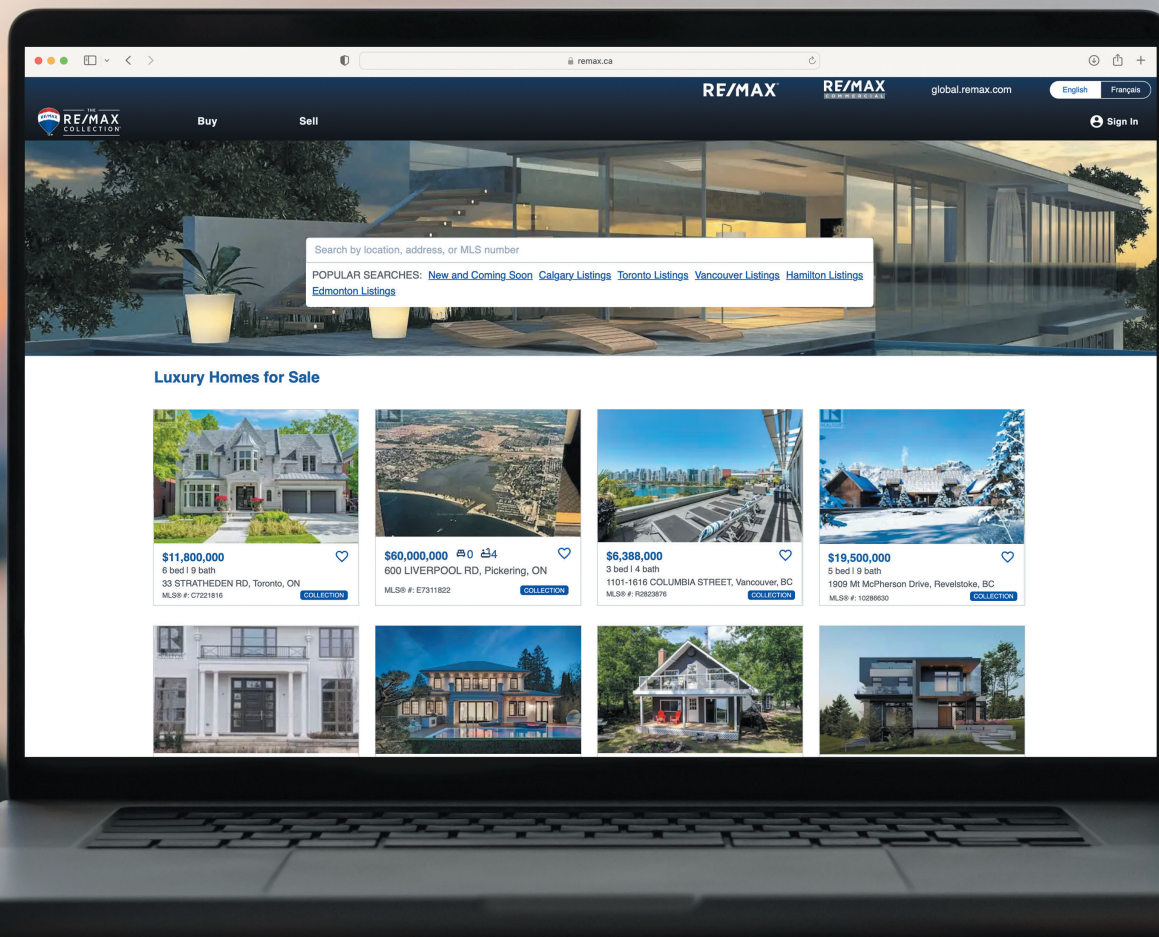 remax.ca
RE/MAX
RE/MAX
COMMERCIAL
global.remax.com
English
Français
RE/MAX
THE
RE/MAX
COLLECTION
Buy
Sell
Sign In
Search by location, address, or MLS number
POPULAR SEARCHES: New and Coming Soon Calgary Listings Toronto Listings Vancouver Listings Hamilton Listings
Edmonton Listings
Luxury Homes for Sale
$11,800,000
6 bed | 9 bath
33 STRATHEDEN RD, Toronto, ON
MLS® #: C7221816
COLLECTION
$60,000,000 0 4
600 LIVERPOOL RD, Pickering, ON
MLS® #: E7311822
COLLECTION
$6,388,000
3 bed | 4 bath
1101-1616 COLUMBIA STREET, Vancouver, BC
MLS® #: R2823876
COLLECTION
$19,500,000
5 bed | 9 bath
1909 Mt McPherson Drive, Revelstoke, BC
MLS® #: 10286630
COLLECTION